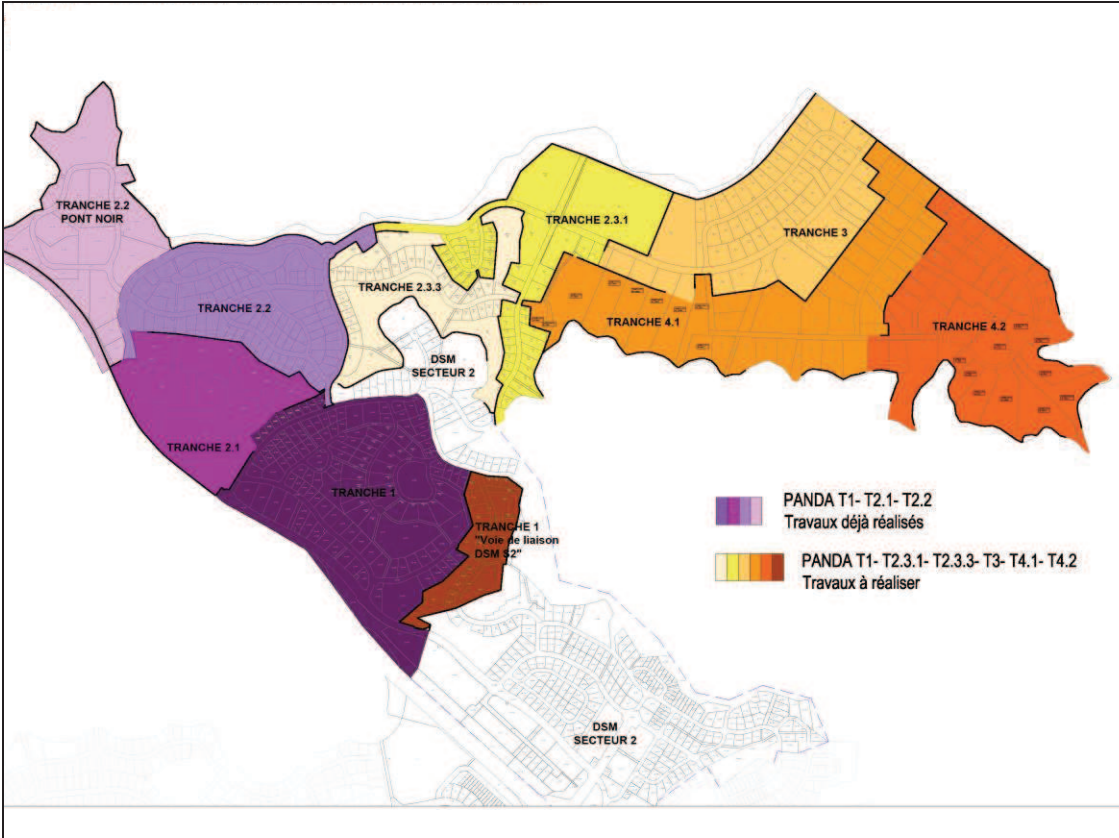 TRANCHE 2.2
PONT NOIR
TRANCHE 2.3.1
TRANCHE 3
TRANCHE 2.3.3
TRANCHE 2.2
TRANCHE 4.1
TRANCHE 4.2
DSM
SECTEUR 2
TRANCHE 2.1
TRANCHE 1
TRANCHE 1
"Voie de liaison
DSM S2"
PANDA T1- T2.1- T2.2
Travaux déjà réalisés
PANDA T1- T2.3.1- T2.3.3- T3- T4.1- T4.2
Travaux à réaliser
DSM
SECTEUR 2